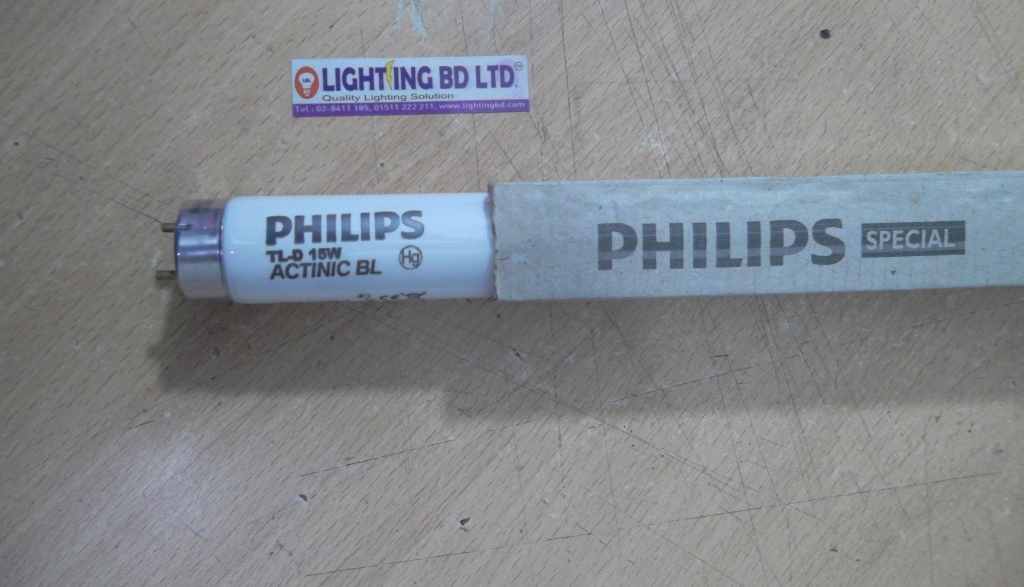 LBL
LIGHTING BD LTD.
Quality Lighting Solution
Tel : 02-8411 185, 01511 222 211, www.lightingbd.com
PHILIPS
TL-D 15W
ACTINIC BL
Hg
PHILIPS
SPECIAL